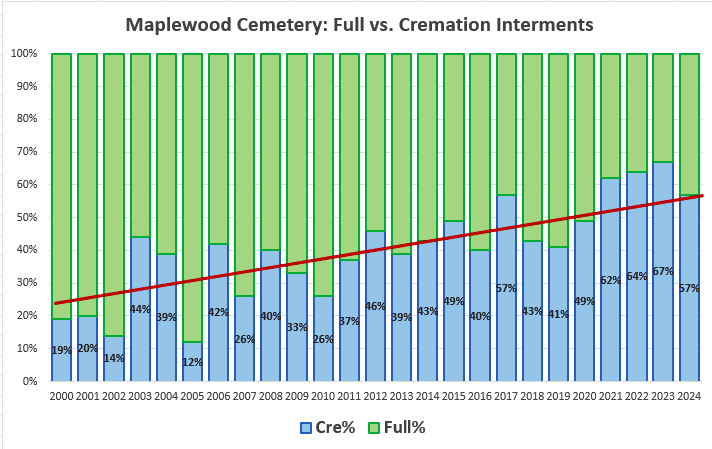 Maplewood Cemetery: Full vs. Cremation Interments
100%
90%
80%
70%
60%
50%
40%
30%
20%
10%
0%
19% 20% 14% 44% 39% 12% 42% 26% 40% 33% 26% 37% 46% 39% 43% 49% 40% 57% 43% 41% 49% 62% 64% 67% 57%
2000 2001 2002 2003 2004 2005 2006 2007 2008 2009 2010 2011 2012 2013 2014 2015 2016 2017 2018 2019 2020 2021 2022 2023 2024
Cre% Full%